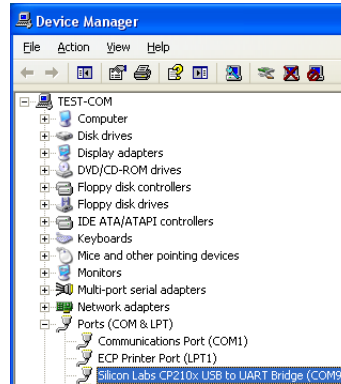 Device Manager
File Action View Help
TEST-COM
Computer
Disk drives
Display adapters
DVD/CD-ROM drives
Floppy disk controllers
Floppy disk drives
IDE ATA/ATAPI controllers
Keyboards
Mice and other pointing devices
Monitors
Multi-port serial adapters
Network adapters
Ports (COM & LPT)
Communications Port (COM1)
ECP Printer Port (LPT1)
Silicon Labs CP210x USB to UART Bridge (COM9